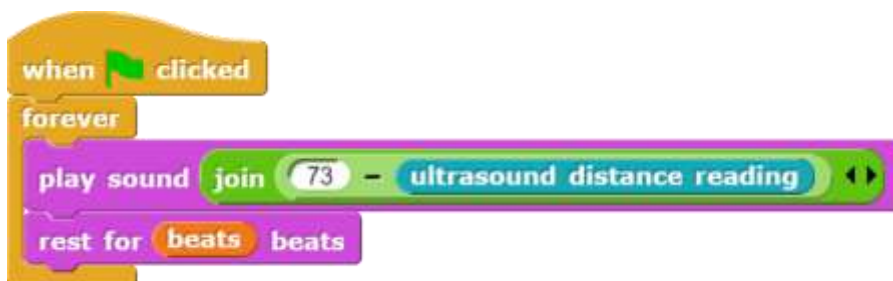 when clicked
forever
play sound join 73 - ultrasound distance reading
rest for beats beats